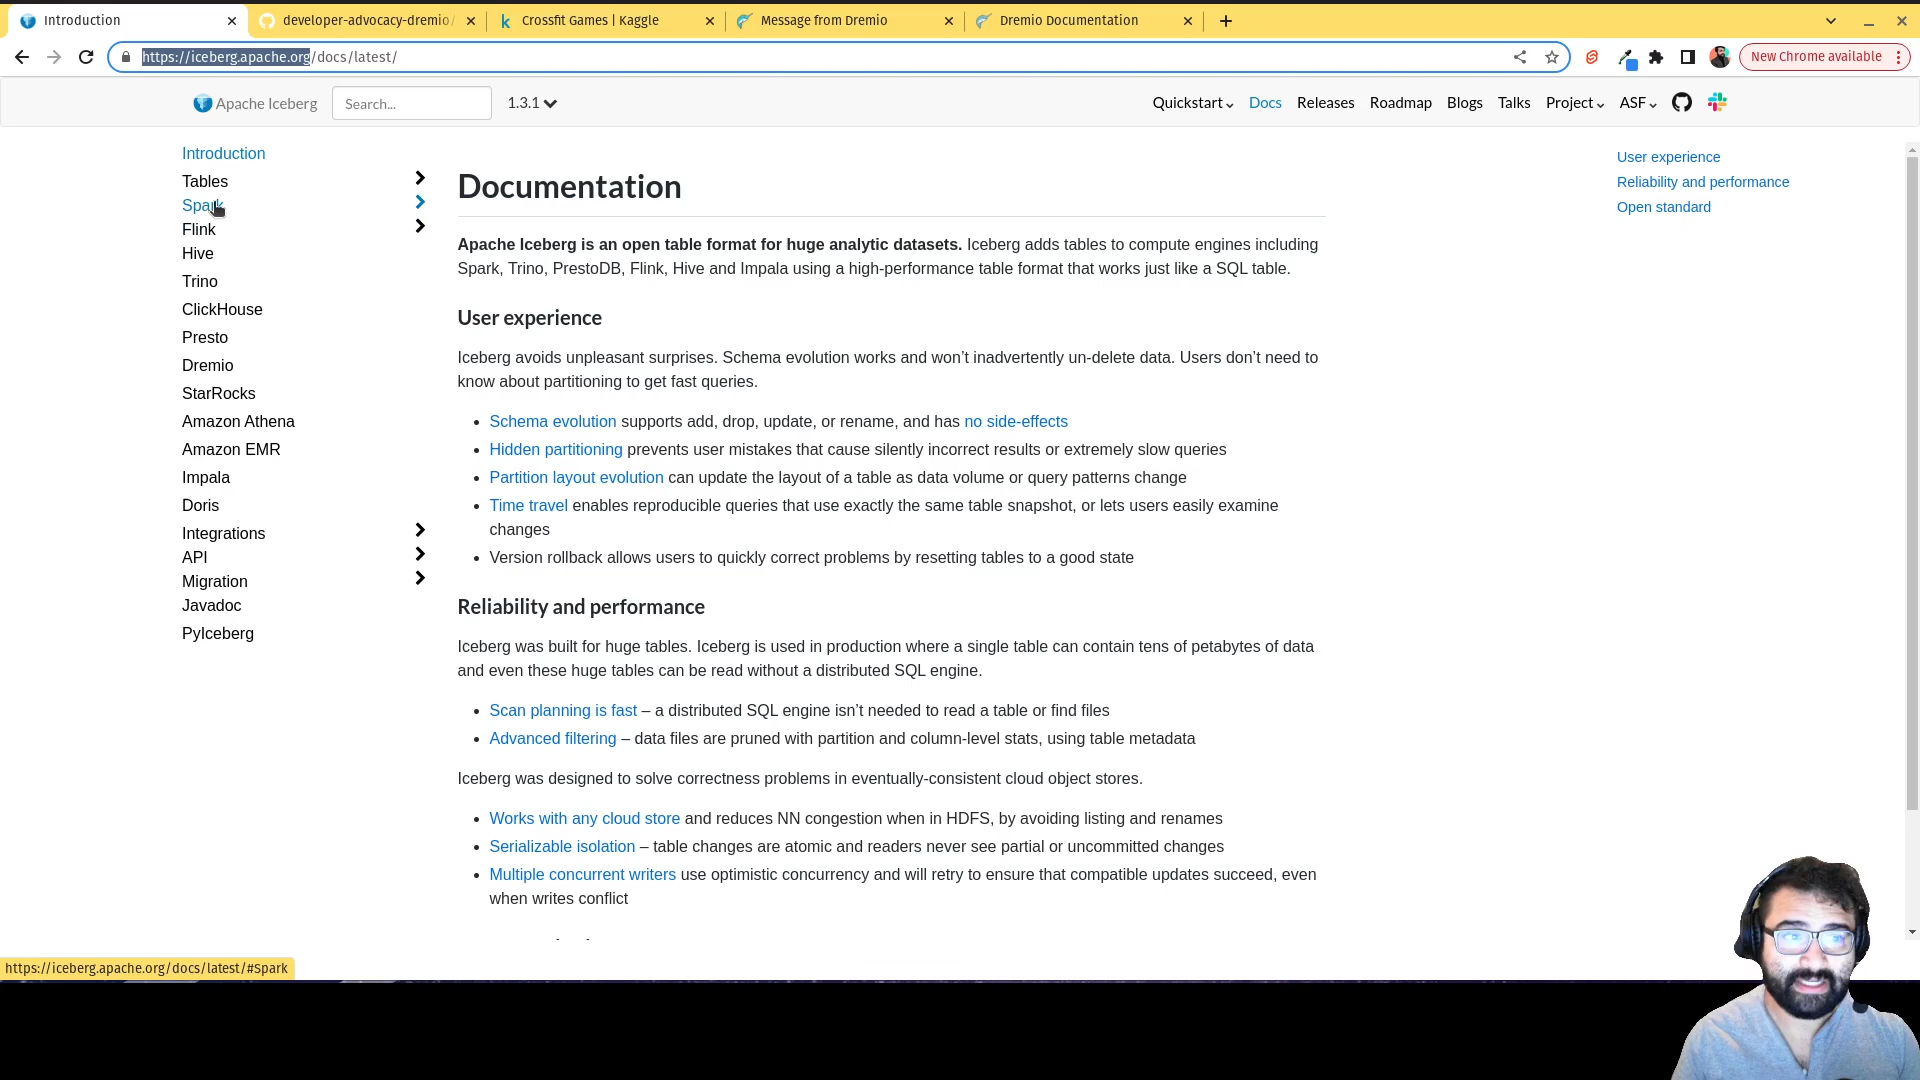 Introduction
developer-advocacy-dremio/
Crossfit Games | Kaggle
Message from Dremio
Dremio Documentation
https://iceberg.apache.org/docs/latest/
New Chrome available
Apache Iceberg
Search...
1.3.1
Quickstart
Docs
Releases
Roadmap
Blogs
Talks
Project
ASF
Introduction
Tables
Spark
Flink
Hive
Trino
ClickHouse
Presto
Dremio
StarRocks
Amazon Athena
Amazon EMR
Impala
Doris
Integrations
API
Migration
Javadoc
PyIceberg
Documentation
Apache Iceberg is an open table format for huge analytic datasets. Iceberg adds tables to compute engines including
Spark, Trino, PrestoDB, Flink, Hive and Impala using a high-performance table format that works just like a SQL table.
User experience
Iceberg avoids unpleasant surprises. Schema evolution works and won’t inadvertently un-delete data. Users don’t need to
know about partitioning to get fast queries.
• Schema evolution supports add, drop, update, or rename, and has no side-effects
• Hidden partitioning prevents user mistakes that cause silently incorrect results or extremely slow queries
• Partition layout evolution can update the layout of a table as data volume or query patterns change
• Time travel enables reproducible queries that use exactly the same table snapshot, or lets users easily examine
changes
• Version rollback allows users to quickly correct problems by resetting tables to a good state
Reliability and performance
Iceberg was built for huge tables. Iceberg is used in production where a single table can contain tens of petabytes of data
and even these huge tables can be read without a distributed SQL engine.
• Scan planning is fast – a distributed SQL engine isn’t needed to read a table or find files
• Advanced filtering – data files are pruned with partition and column-level stats, using table metadata
Iceberg was designed to solve correctness problems in eventually-consistent cloud object stores.
• Works with any cloud store and reduces NN congestion when in HDFS, by avoiding listing and renames
• Serializable isolation – table changes are atomic and readers never see partial or uncommitted changes
• Multiple concurrent writers use optimistic concurrency and will retry to ensure that compatible updates succeed, even
when writes conflict
User experience
Reliability and performance
Open standard
https://iceberg.apache.org/docs/latest/#Spark